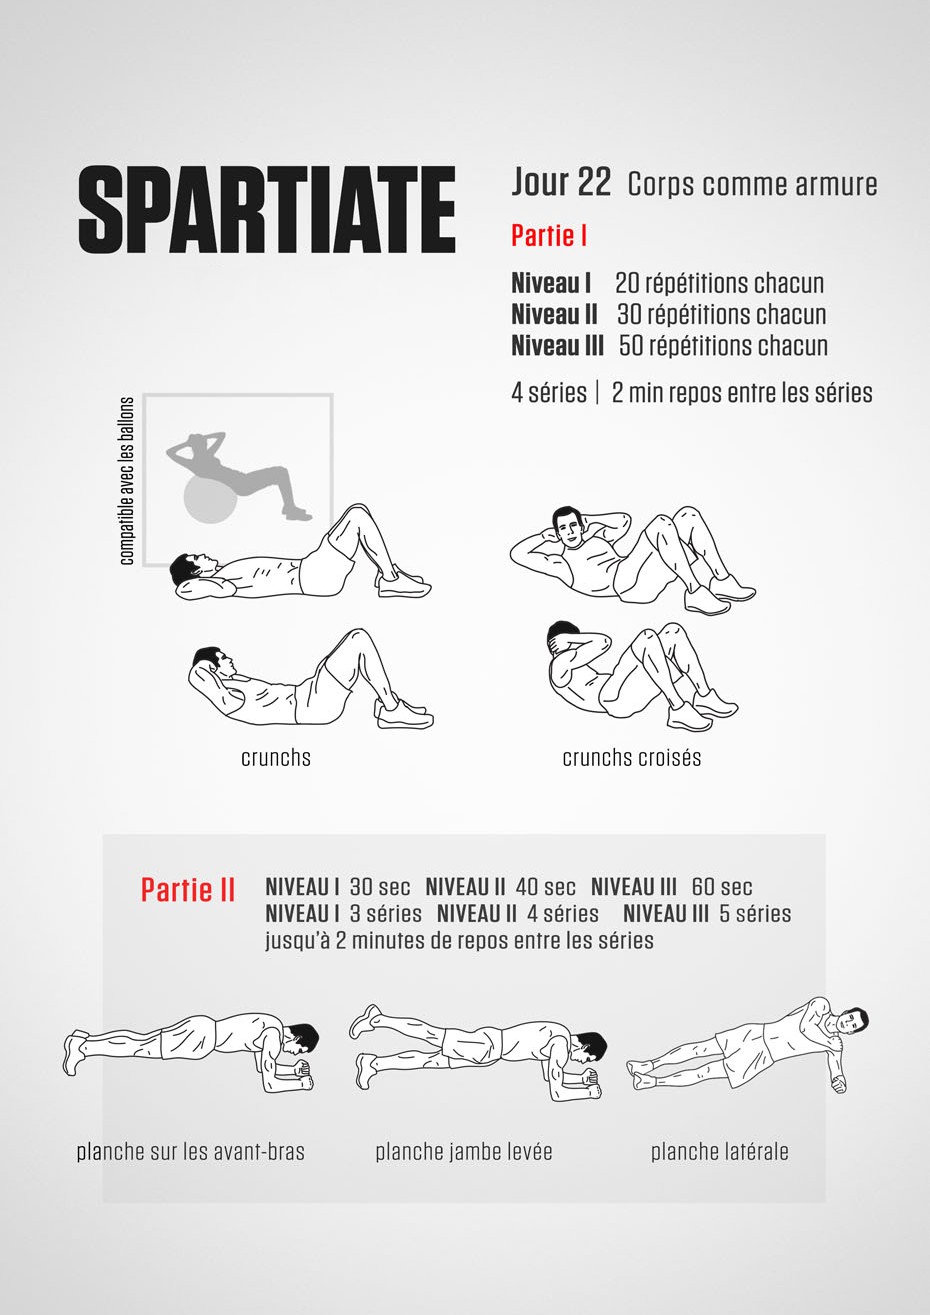 SPARTIATE
Jour 22 Corps comme armure
Partie I
Niveau I 20 répétitions chacun
Niveau II 30 répétitions chacun
Niveau III 50 répétitions chacun
4 séries | 2 min repos entre les séries
compatible avec les ballons
crunchs
crunchs croisés
Partie II
NIVEAU I 30 sec NIVEAU II 40 sec NIVEAU III 60 sec
NIVEAU I 3 séries NIVEAU II 4 séries NIVEAU III 5 séries
jusqu'à 2 minutes de repos entre les séries
planche sur les avant-bras
planche jambe levée
planche latérale